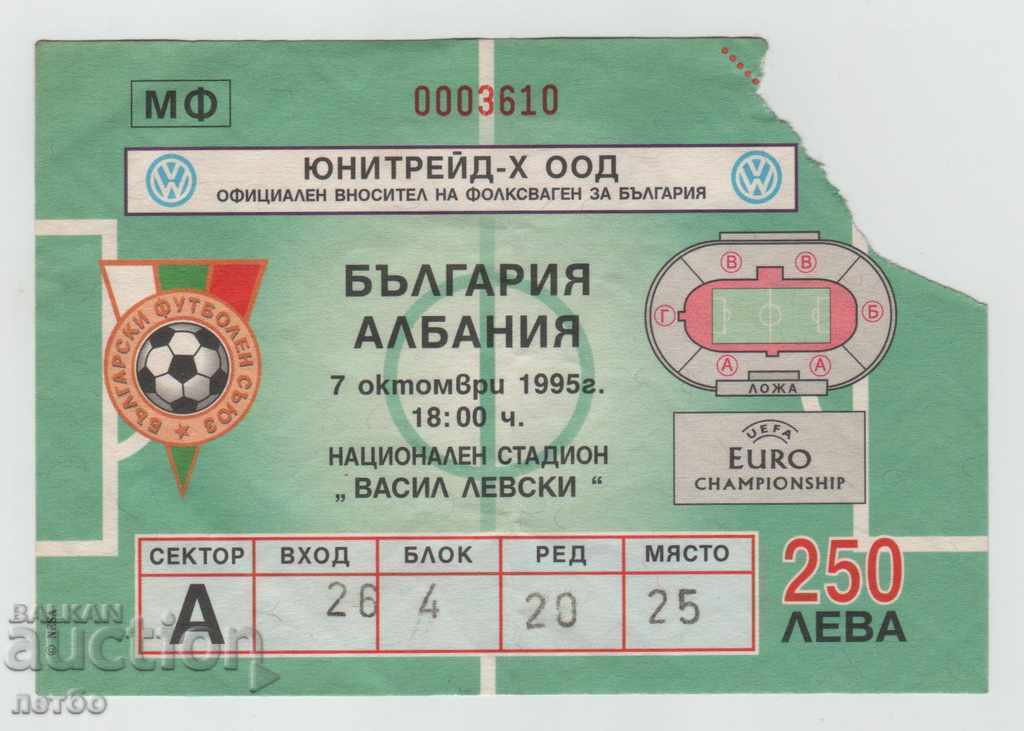 МФ
0003610
ЮНИТРЕЙД-Х ООД
ОФИЦИАЛЕН ВНОСИТЕЛ НА ФОЛКСВАГЕН ЗА БЪЛГАРИЯ
БЪЛГАРСКИ ФУТБОЛЕН СЪЮЗ
БЪЛГАРИЯ
АЛБАНИЯ
7 октомври 1995г.
18:00 ч.
НАЦИОНАЛЕН СТАДИОН
„ВАСИЛ ЛЕВСКИ“
В В
Г Б
А А
ЛОЖА
UEFA
EURO
CHAMPIONSHIP
СЕКТОР ВХОД БЛОК РЕД МЯСТО
А 26 4 20 25
250
ЛЕВА
БАЛКАН
auction
летбо